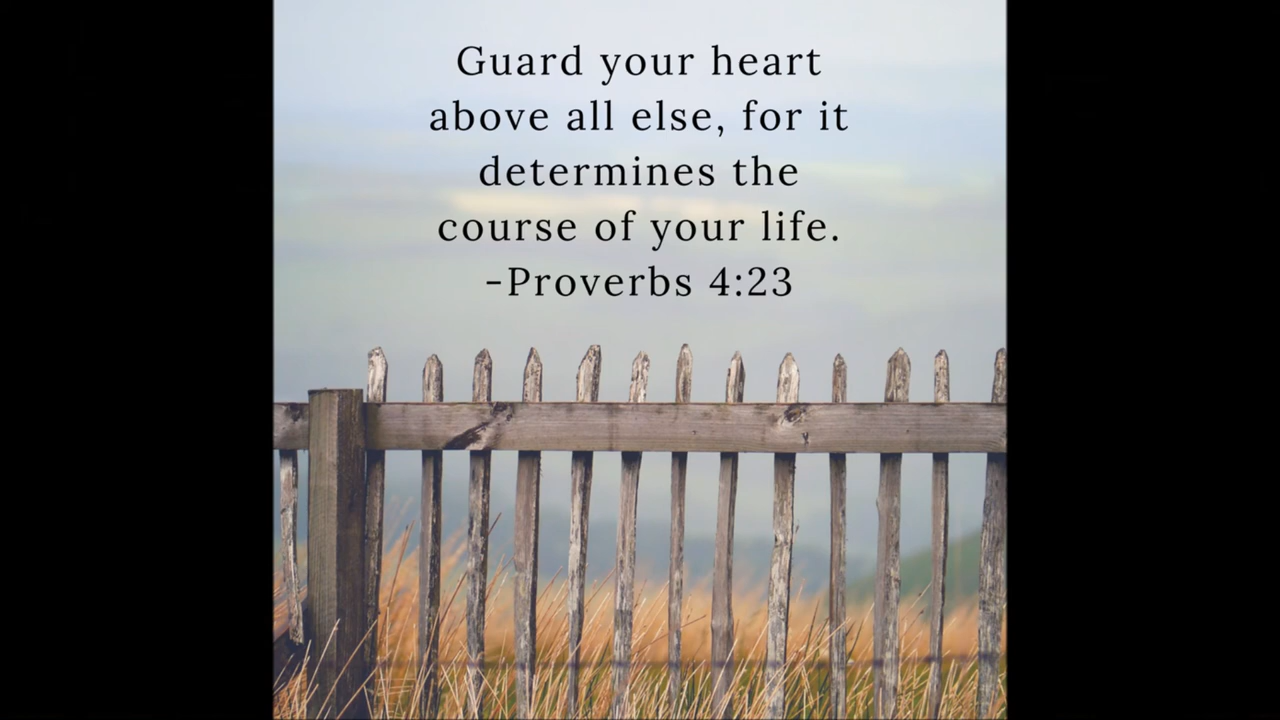 Guard your heart
above all else, for it
determines the
course of your life.
-Proverbs 4:23